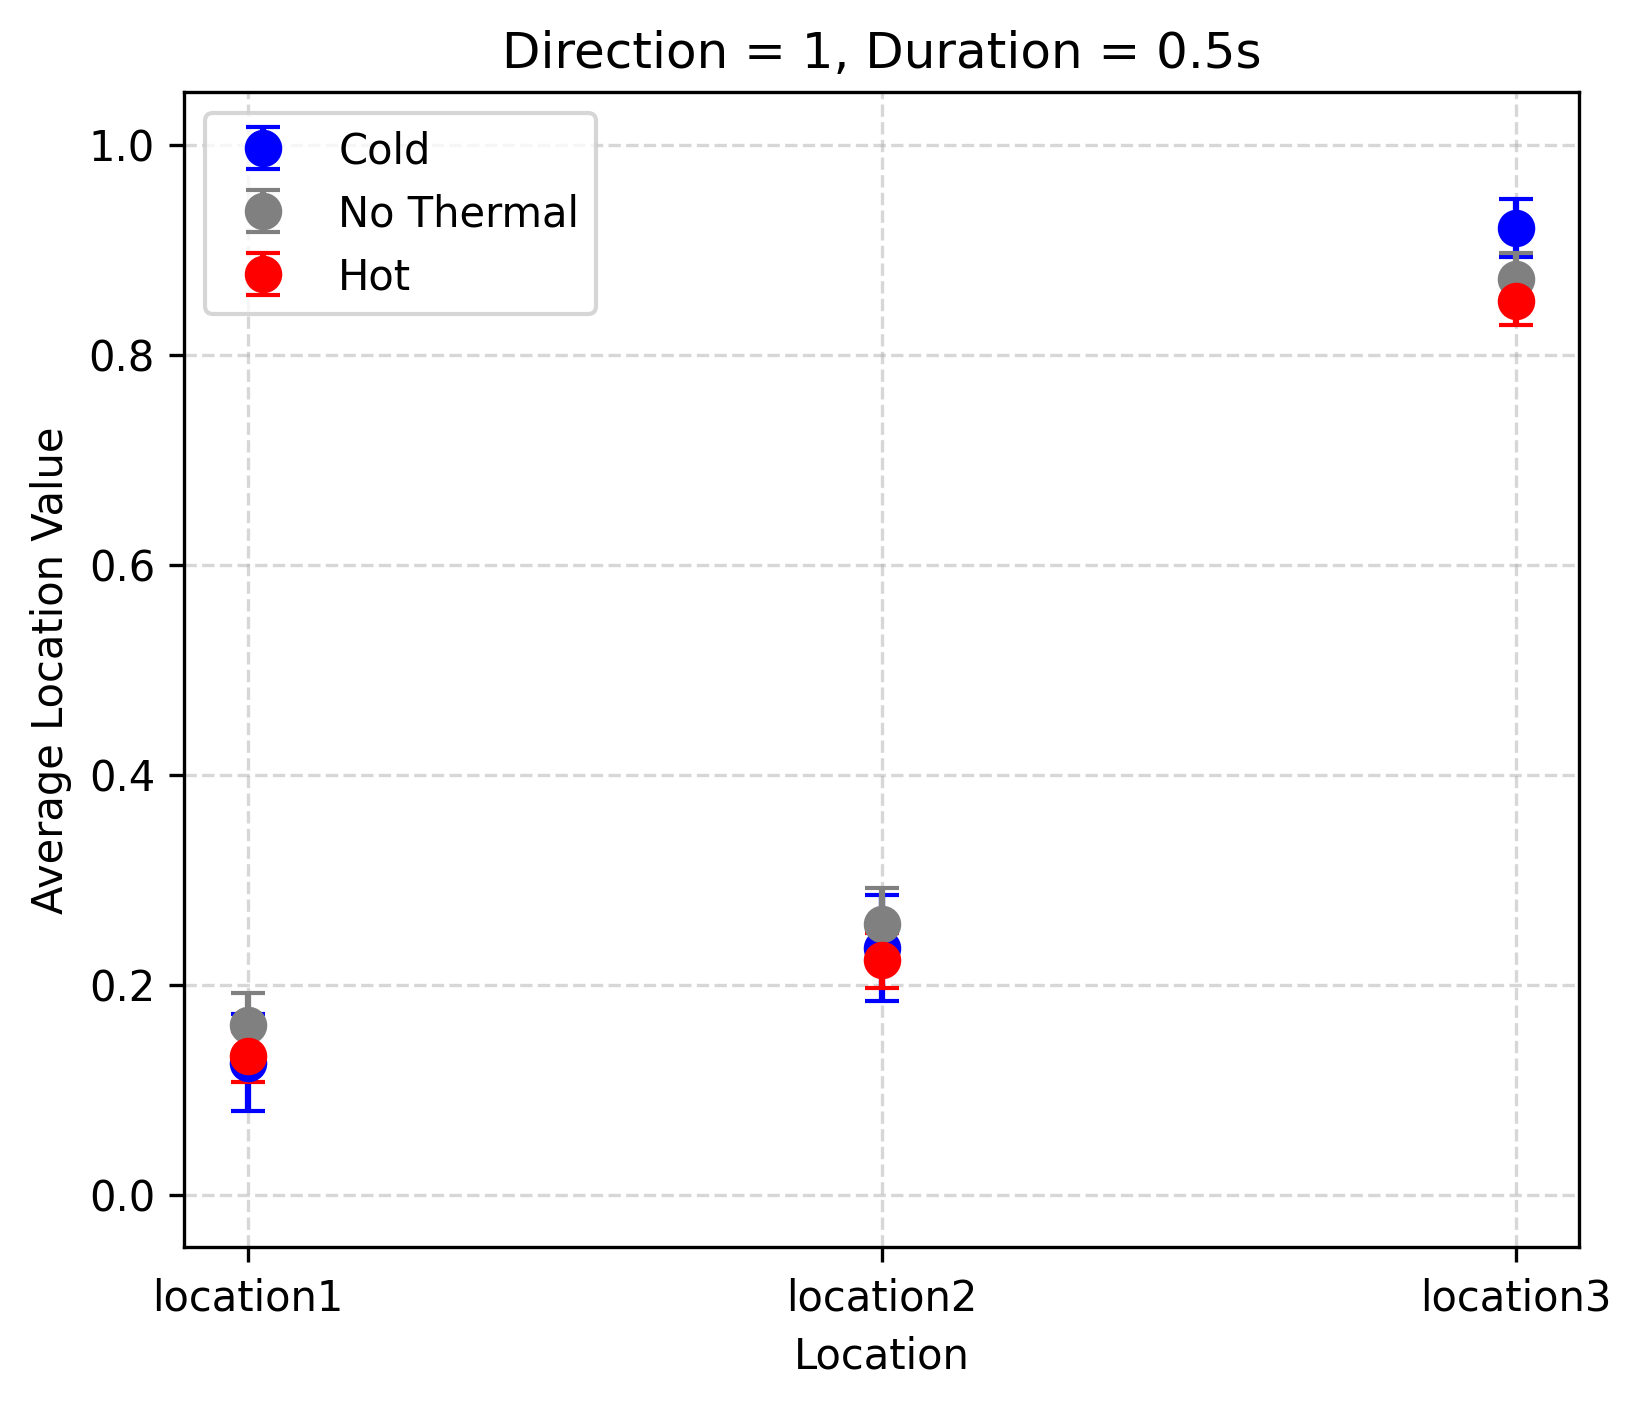 Direction = 1, Duration = 0.5s
Cold
No Thermal
Hot
1.0
0.8
0.6
0.4
0.2
0.0
Average Location Value
location1
location2
location3
Location